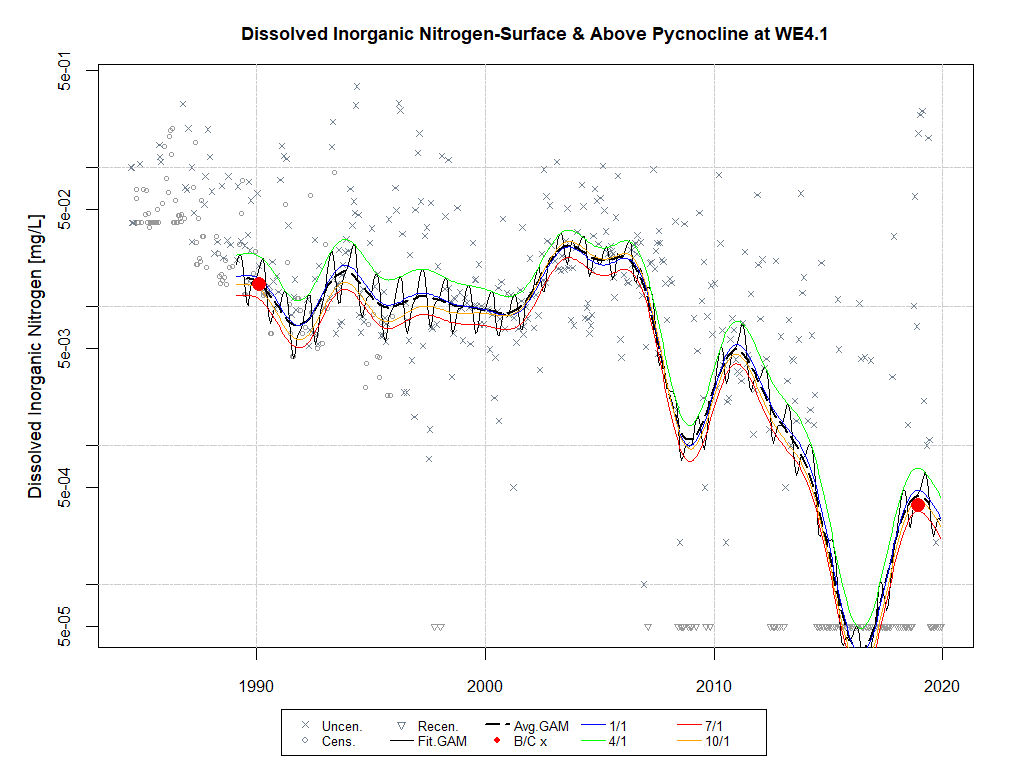 Dissolved Inorganic Nitrogen-Surface & Above Pycnocline at WE4.1
Dissolved Inorganic Nitrogen [mg/L]
5e-01
5e-02
5e-03
5e-04
5e-05
1990 2000 2010 2020
Uncen. Recen. Avg.GAM 1/1 7/1
Cens. Fit.GAM B/C x 4/1 10/1